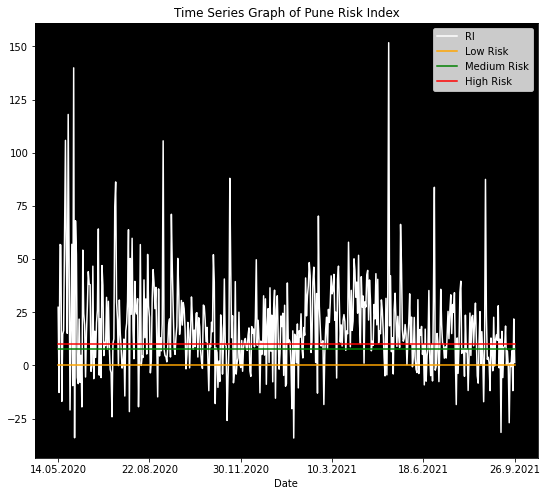 Time Series Graph of Pune Risk Index
RI
Low Risk
Medium Risk
High Risk
150
125
100
75
50
25
0
−25
14.05.2020 22.08.2020 30.11.2020 10.3.2021 18.6.2021 26.9.2021
Date